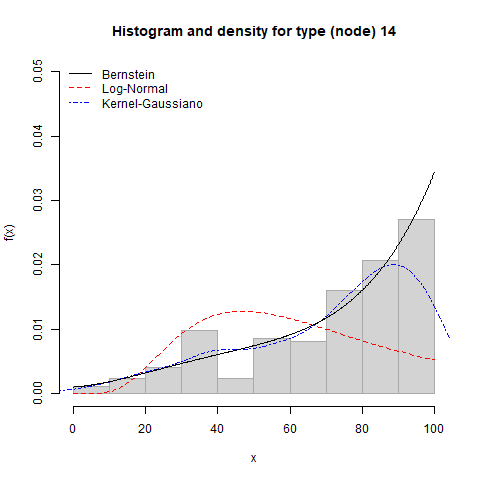 Histogram and density for type (node) 14
Bernstein
Log-Normal
Kernel-Gaussiano
0.05
0.04
0.03
0.02
0.01
0.00
f(x)
0 20 40 60 80 100
x